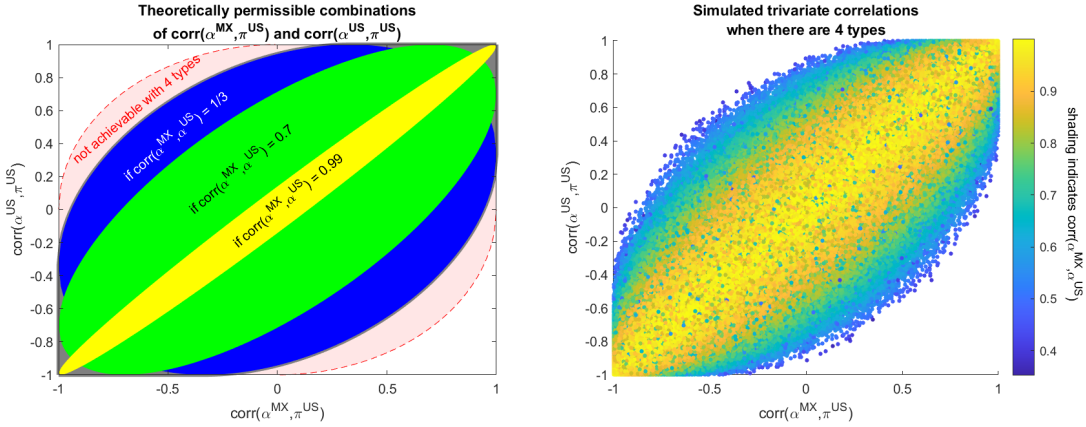 Theoretically permissible combinations
of corr(α^MX,π^US) and corr(α^US,π^US)
1
0.8
0.6
0.4
0.2
0
-0.2
-0.4
-0.6
-0.8
-1
corr(α^US,π^US)
not achievable with 4 types
if corr(α^MX,α^US) = 1/3
if corr(α^MX,α^US) = 0.7
if corr(α^MX,α^US) = 0.99
-1
-0.5
0
0.5
1
corr(α^MX,π^US)
Simulated trivariate correlations
when there are 4 types
1
0.8
0.6
0.4
0.2
0
-0.2
-0.4
-0.6
-0.8
-1
corr(α^US,π^US)
-1
-0.5
0
0.5
1
corr(α^MX,π^US)
0.9
0.8
0.7
0.6
0.5
0.4
shading indicates corr(α^MX,α^US)